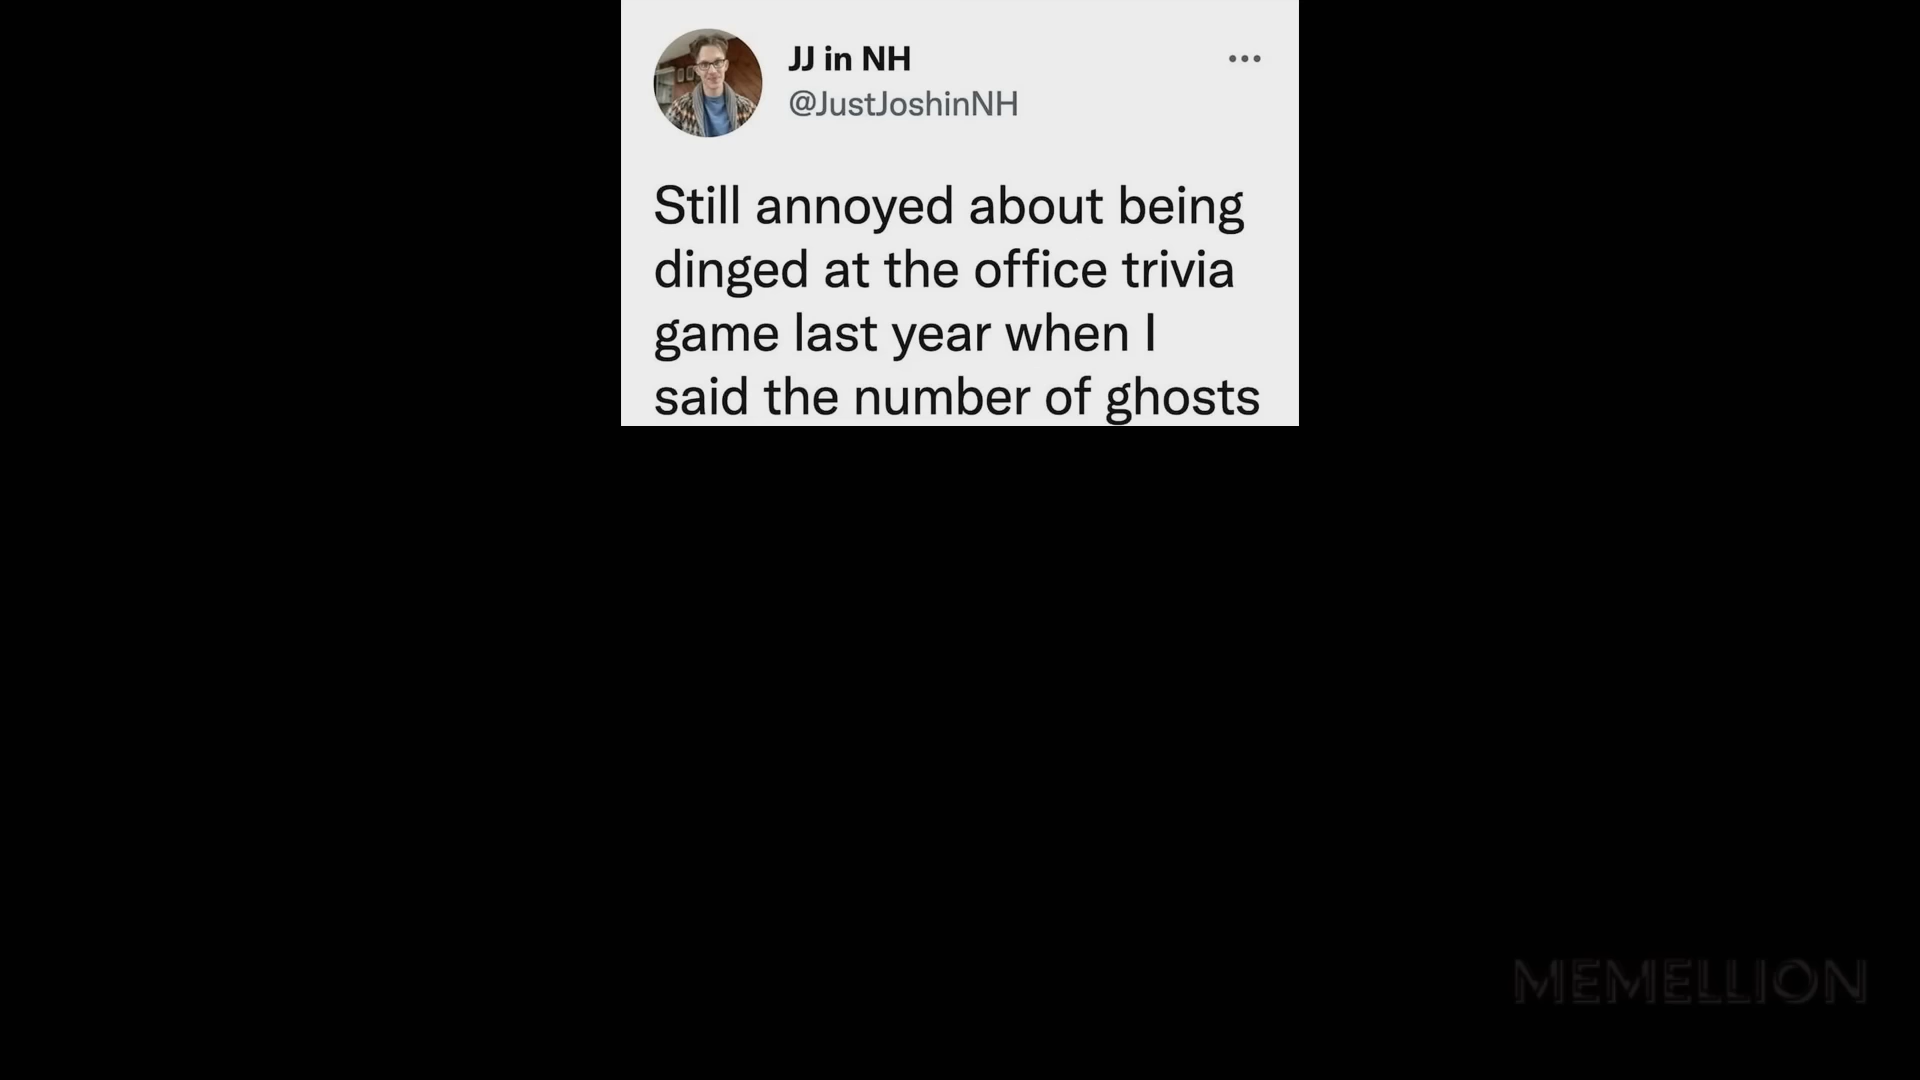 JJ in NH
@JustJoshinNH
Still annoyed about being
dinged at the office trivia
game last year when I
said the number of ghosts
MEMELLION